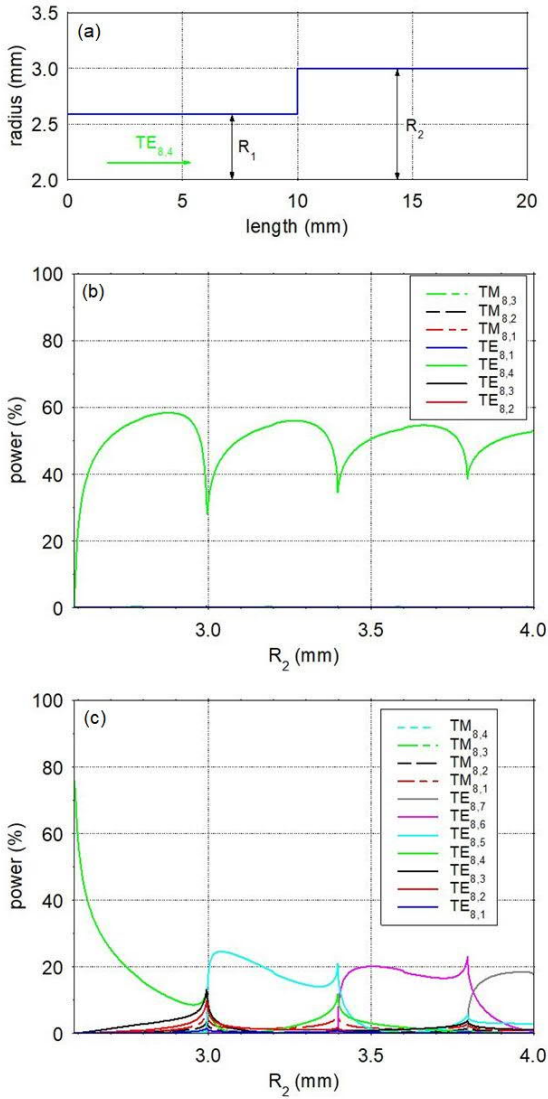 (a)
radius (mm)
3.0
2.5
2.0
TE8,4
R1
R2
0 5 10 15 20
length (mm)
(b)
power (%)
100
80
60
40
20
0
TM8,3
TM8,2
TM8,1
TE8,1
TE8,4
TE8,3
TE8,2
3.0 3.5 4.0
R2 (mm)
(c)
power (%)
100
80
60
40
20
0
TM8,4
TM8,3
TM8,2
TM8,1
TE8,7
TE8,6
TE8,5
TE8,4
TE8,3
TE8,2
TE8,1
3.0 3.5 4.0
R2 (mm)